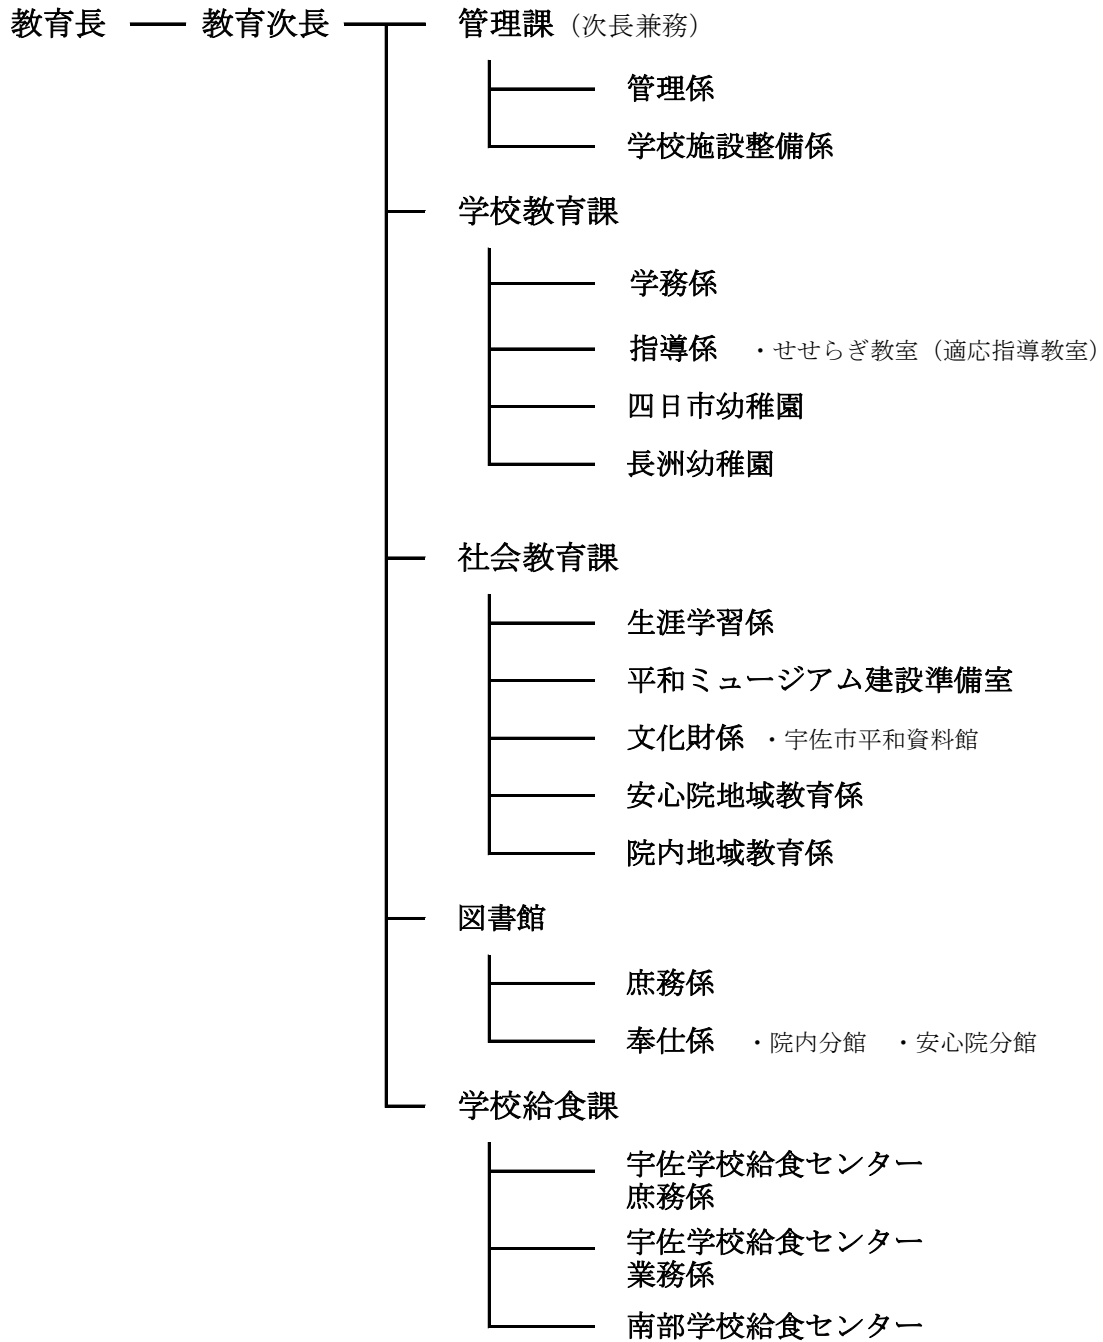 教育長 教育次長 管理課（次長兼務）
管理係
学校施設整備係
学校教育課
学務係
指導係 ・せせらぎ教室（適応指導教室）
四日市幼稚園
長洲幼稚園
社会教育課
生涯学習係
平和ミュージアム建設準備室
文化財係 ・宇佐市平和資料館
安心院地域教育係
院内地域教育係
図書館
庶務係
奉仕係 ・院内分館 ・安心院分館
学校給食課
宇佐学校給食センター
庶務係
宇佐学校給食センター
業務係
南部学校給食センター